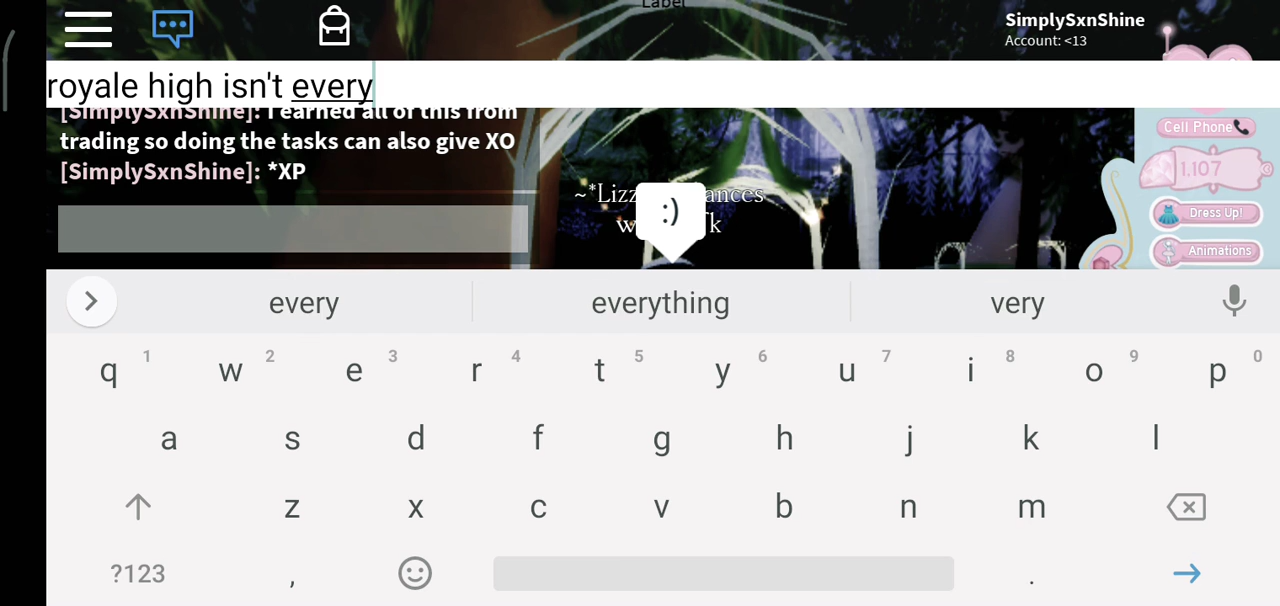 Label
SimplySxnShine
Account: <13
royale high isn't every
[SimplySxnShine]: I earned all of this from
trading so doing the tasks can also give XO
[SimplySxnShine]: *XP
:)
Cell Phone
1.107
Dress Up!
Animations
every everything very
q 1 w 2 e 3 r 4 t 5 y 6 u 7 i 8 o 9 p 0
a s d f g h j k l
z x c v b n m
?123 , .